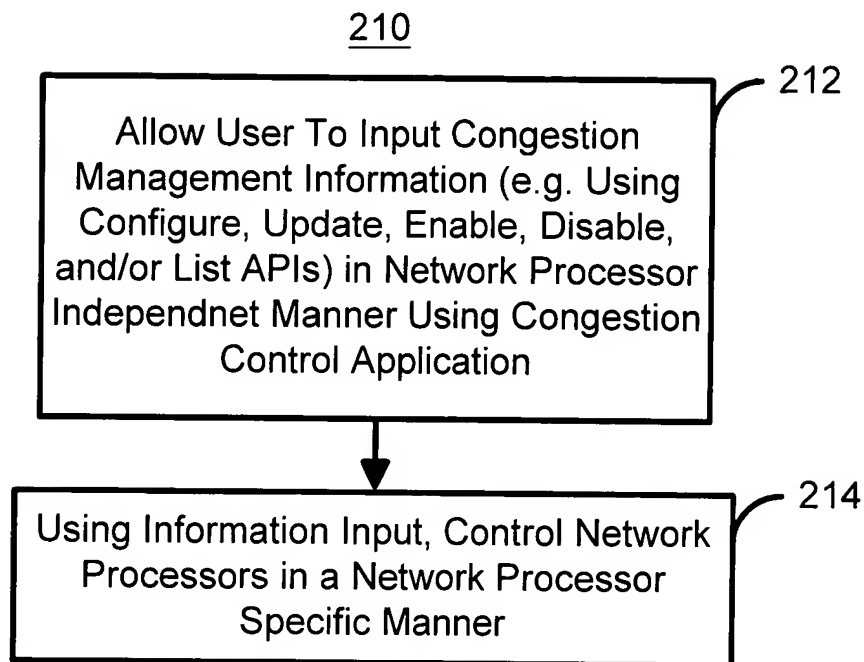 210
212
Allow User To Input Congestion
Management Information (e.g. Using
Configure, Update, Enable, Disable,
and/or List APIs) in Network Processor
Independnet Manner Using Congestion
Control Application
214
Using Information Input, Control Network
Processors in a Network Processor
Specific Manner